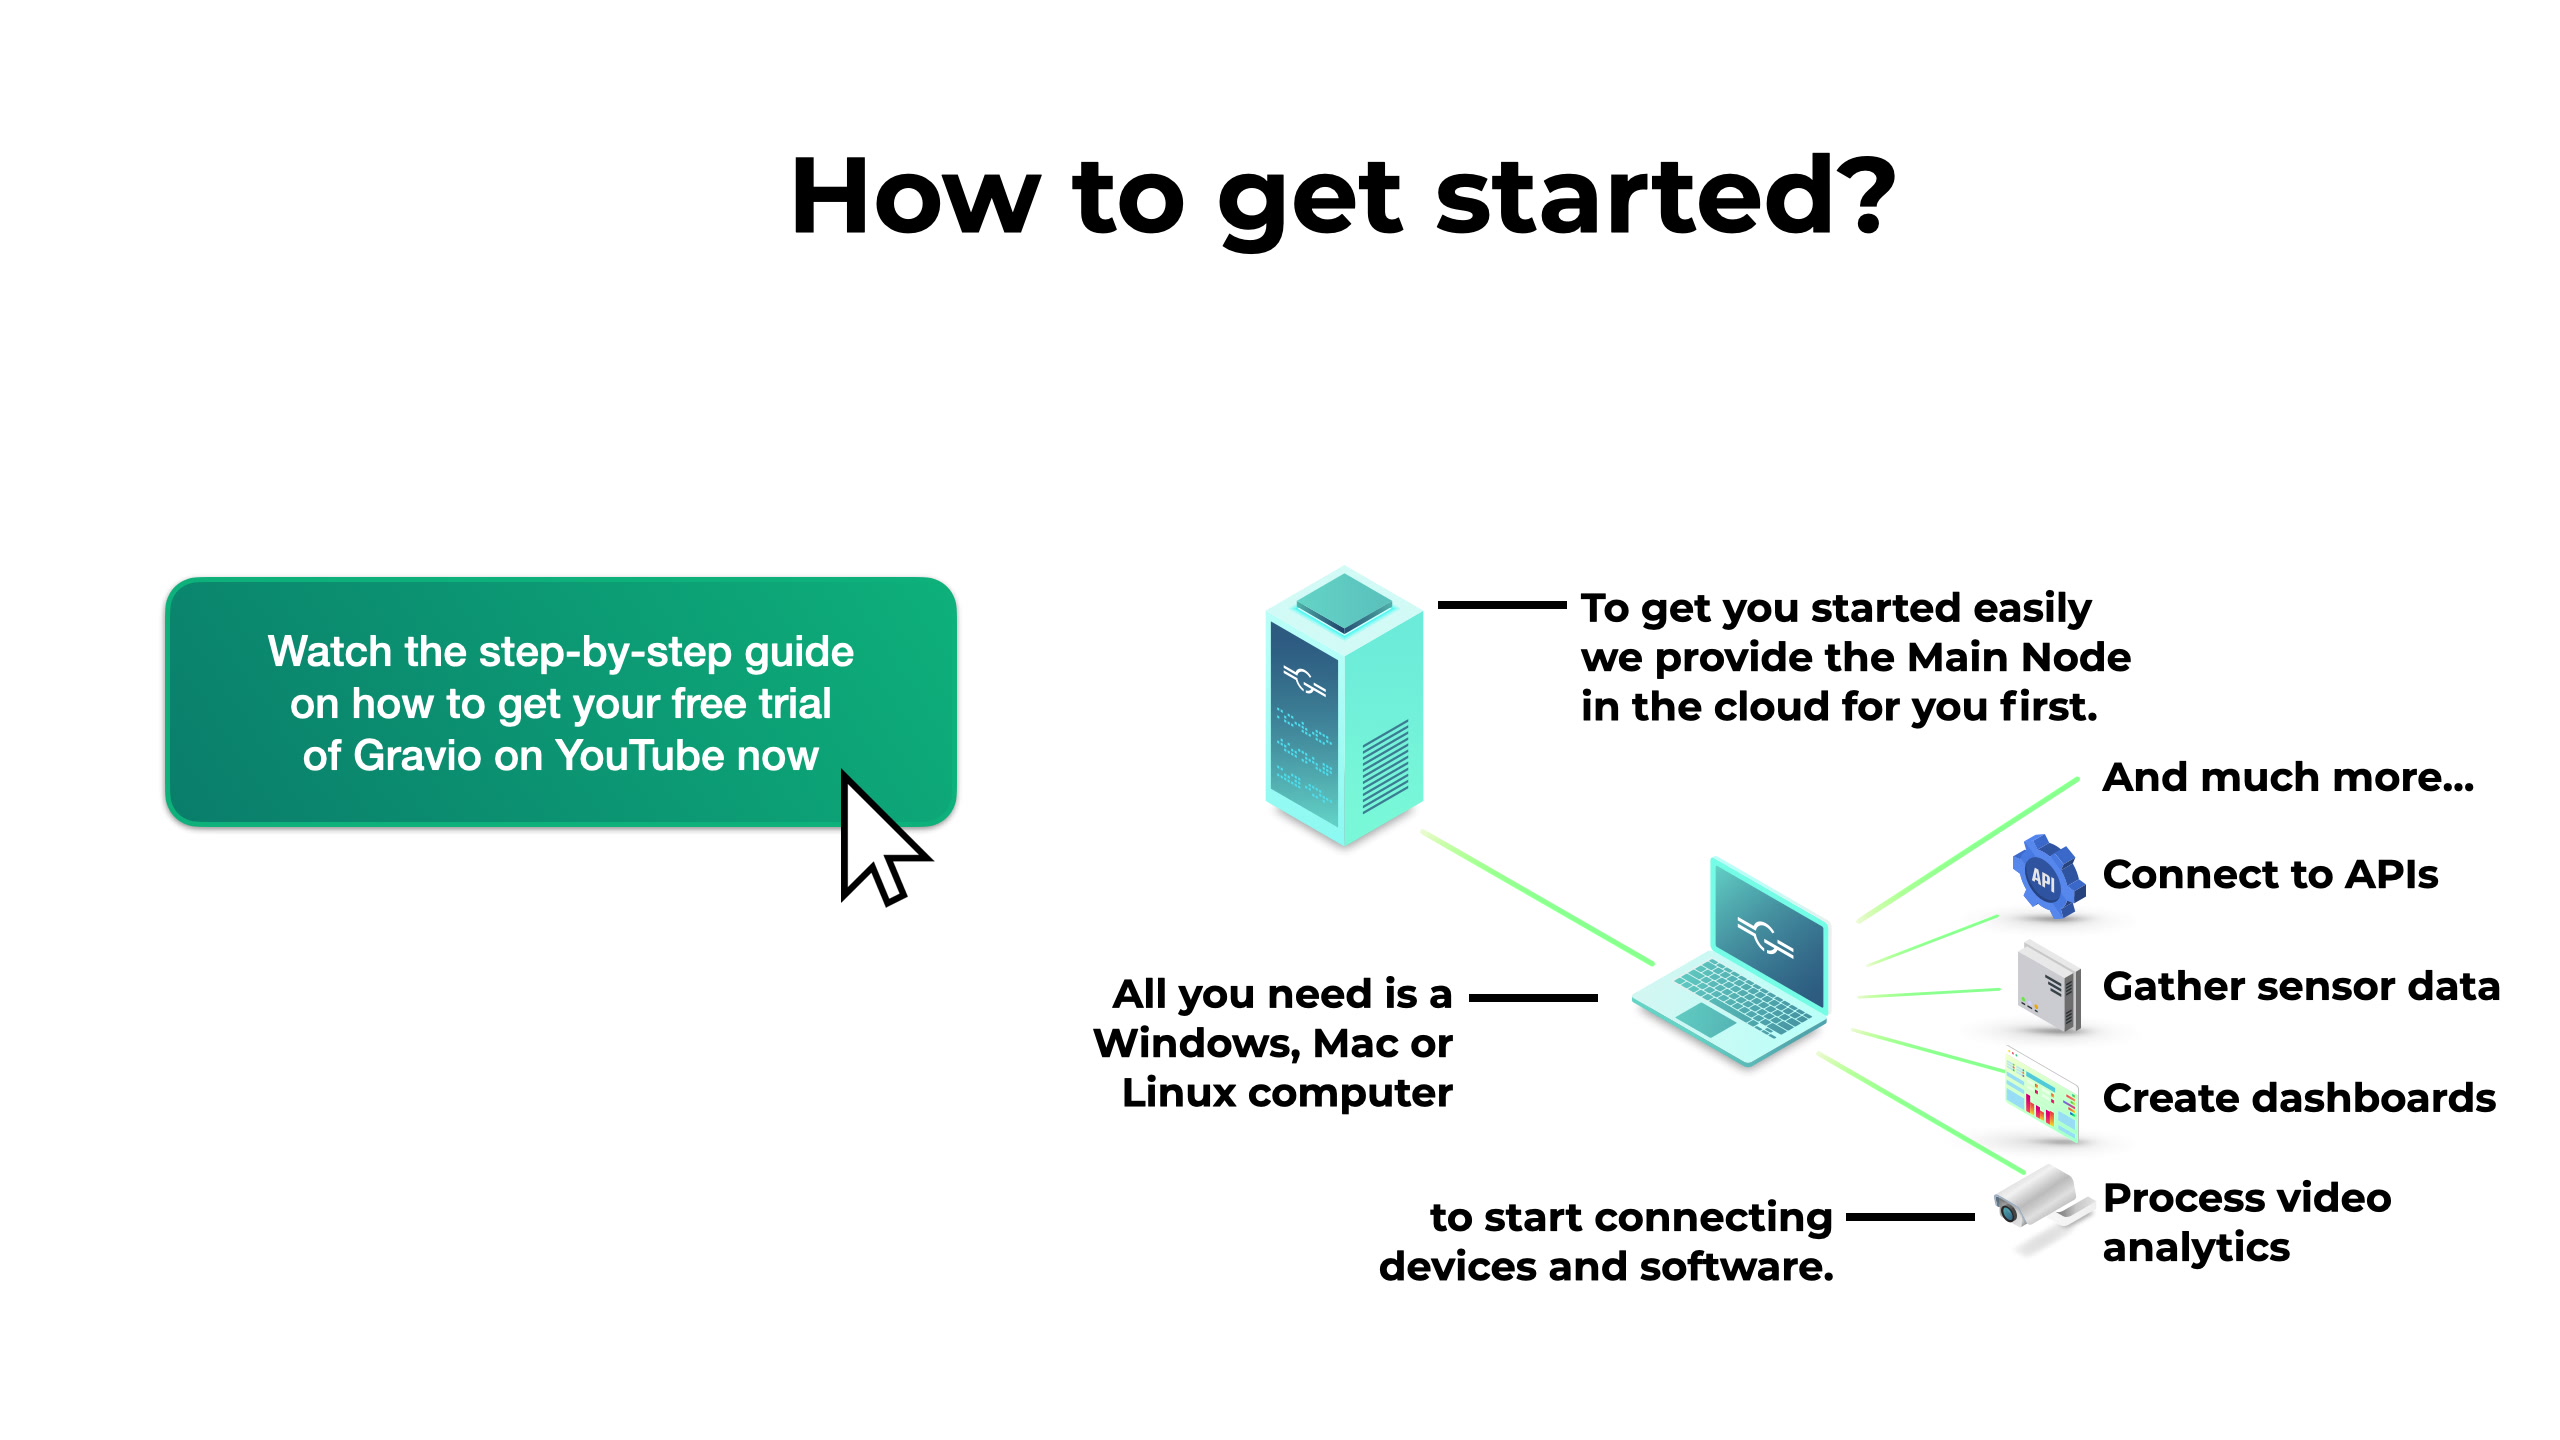 How to get started?
Watch the step-by-step guide
on how to get your free trial
of Gravio on YouTube now
To get you started easily
we provide the Main Node
in the cloud for you first.
And much more...
API
Connect to APIs
Gather sensor data
All you need is a
Windows, Mac or
Linux computer
Create dashboards
Process video
analytics
to start connecting
devices and software.